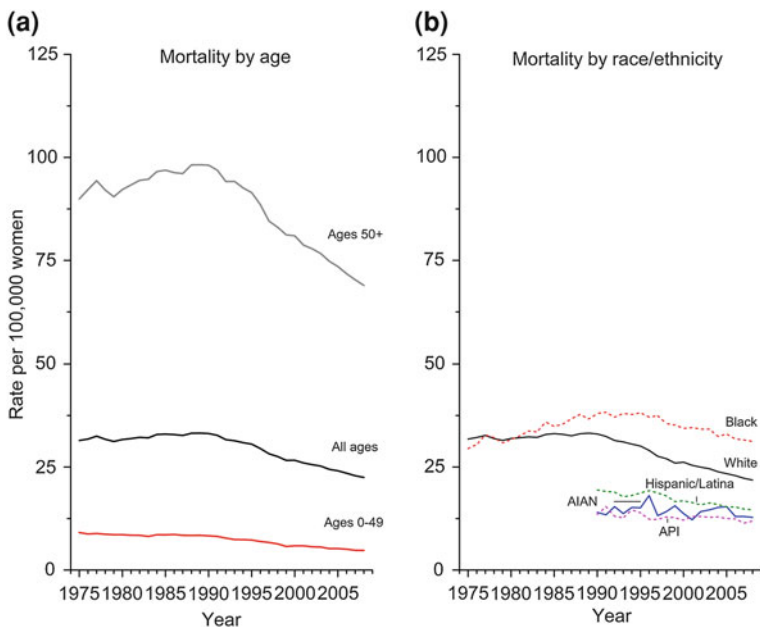 (a)
Mortality by age
125
100
75
50
25
0
Rate per 100,000 women
Ages 50+
All ages
Ages 0-49
1975 1980 1985 1990 1995 2000 2005
Year
(b)
Mortality by race/ethnicity
125
100
75
50
25
0
Black
White
Hispanic/Latina
AIAN
API
1975 1980 1985 1990 1995 2000 2005
Year